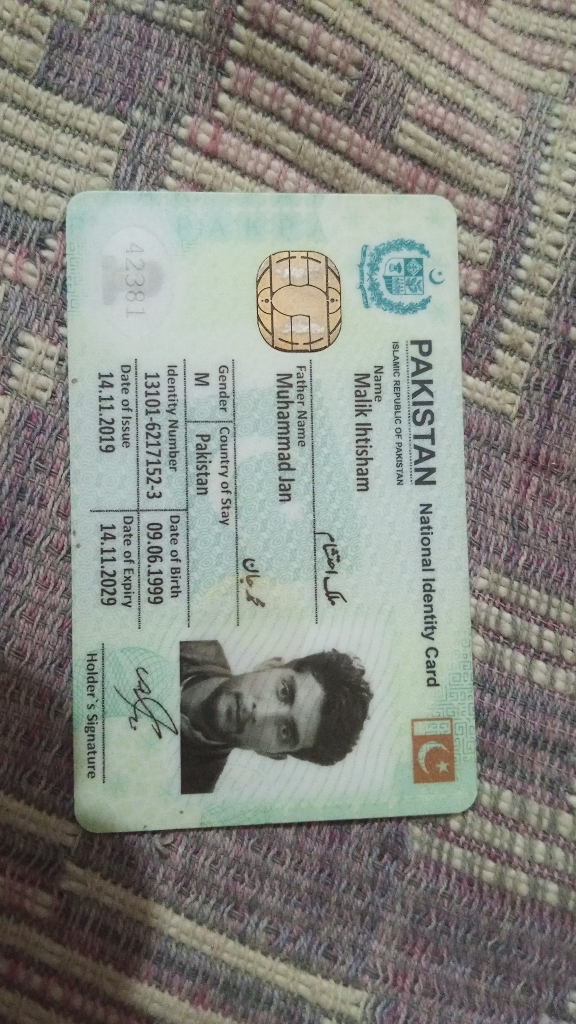 PAKISTAN National Identity Card
ISLAMIC REPUBLIC OF PAKISTAN
Name
Malik Ihtisham
ملک احتشام
Father Name
Muhammad Jan
محمد جان
Gender Country of Stay
M Pakistan
Identity Number Date of Birth
13101-6217152-3 09.06.1999
Date of Issue Date of Expiry
14.11.2019 14.11.2029
Holder's Signature
42381